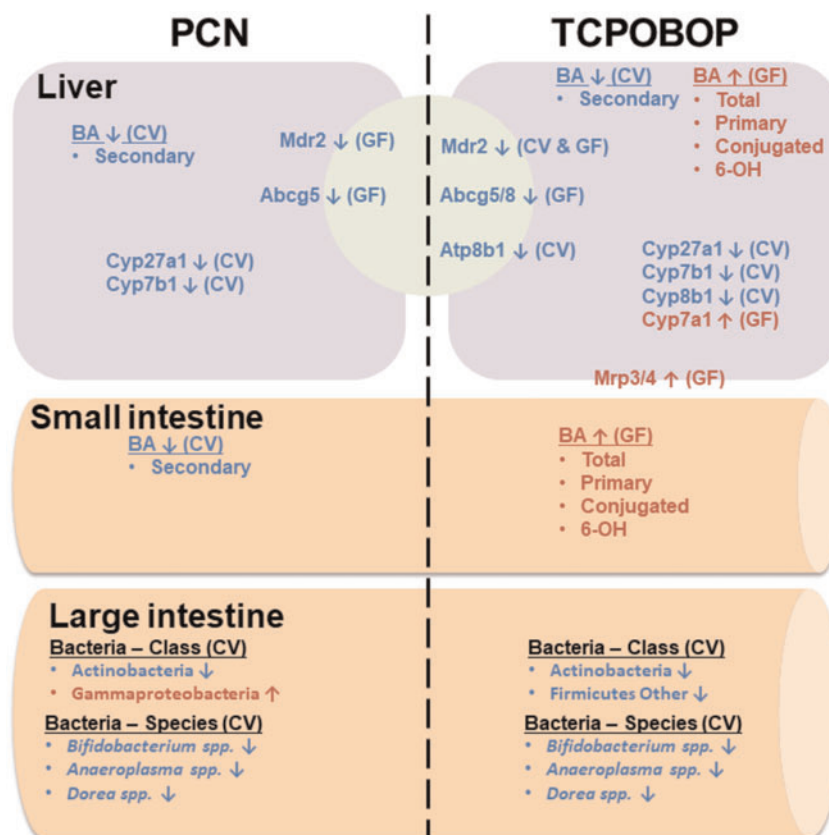 PCN
TCPOBOP
Liver
BA ↓ (CV)
• Secondary
Mdr2 ↓ (GF)
Abcg5 ↓ (GF)
Cyp27a1 ↓ (CV)
Cyp7b1 ↓ (CV)
BA ↓ (CV)
• Secondary
BA ↑ (GF)
• Total
• Primary
• Conjugated
• 6-OH
Mdr2 ↓ (CV & GF)
Abcg5/8 ↓ (GF)
Atp8b1 ↓ (CV)
Cyp27a1 ↓ (CV)
Cyp7b1 ↓ (CV)
Cyp8b1 ↓ (CV)
Cyp7a1 ↑ (GF)
Mrp3/4 ↑ (GF)
Small intestine
BA ↓ (CV)
• Secondary
BA ↑ (GF)
• Total
• Primary
• Conjugated
• 6-OH
Large intestine
Bacteria – Class (CV)
• Actinobacteria ↓
• Gammaproteobacteria ↑
Bacteria – Species (CV)
• Bifidobacterium spp. ↓
• Anaeroplasma spp. ↓
• Dorea spp. ↓
Bacteria – Class (CV)
• Actinobacteria ↓
• Firmicutes Other ↓
Bacteria – Species (CV)
• Bifidobacterium spp. ↓
• Anaeroplasma spp. ↓
• Dorea spp. ↓